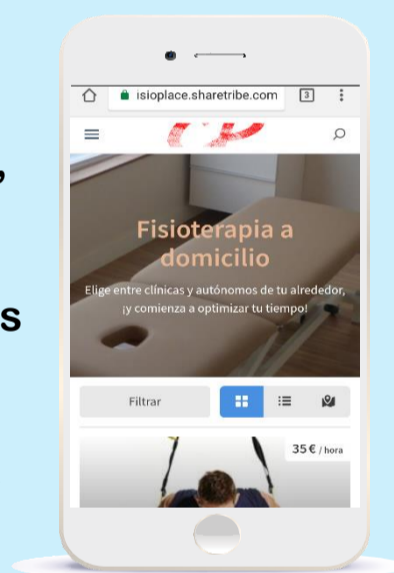 ,
s
isioplace.sharetribe.com
3
Fisioterapia a
domicilio
Elige entre clínicas y autónomos de tu alrededor,
¡y comienza a optimizar tu tiempo!
Filtrar
35 € / hora